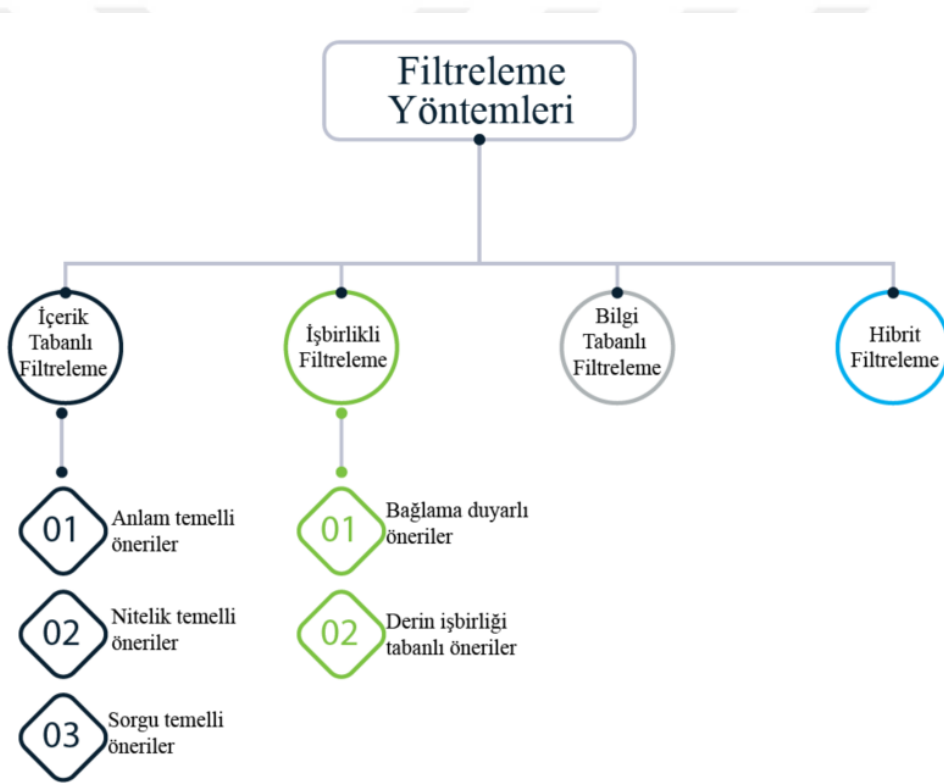 Filtreleme
Yöntemleri
İçerik
Tabanlı
Filtreleme
İşbirlikli
Filtreleme
Bilgi
Tabanlı
Filtreleme
Hibrit
Filtreleme
01
Anlam temelli
öneriler
02
Nitelik temelli
öneriler
03
Sorgu temelli
öneriler
01
Bağlama duyarlı
öneriler
02
Derin işbirliği
tabanlı öneriler